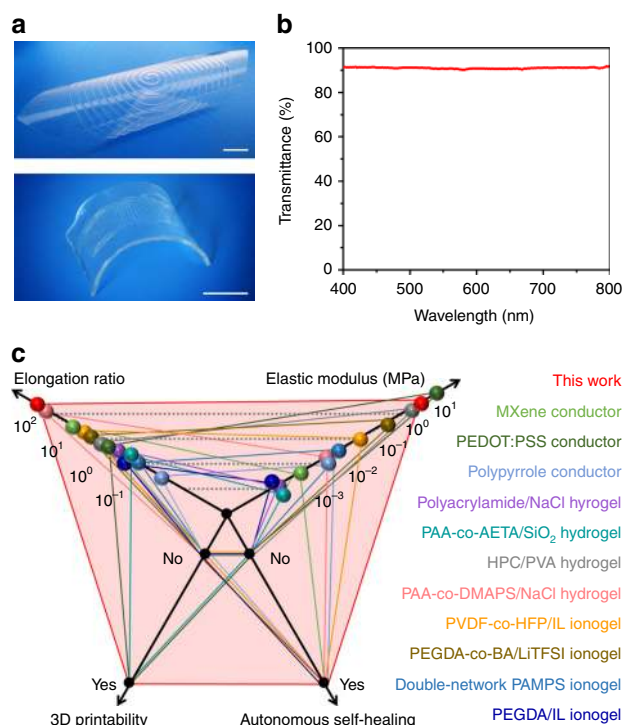 a
b
100
80
60
40
20
0
Transmittance (%)
400
500
600
700
800
Wavelength (nm)
c
Elongation ratio
Elastic modulus (MPa)
10²
10¹
10⁰
10⁻¹
10¹
10⁰
10⁻¹
10⁻²
10⁻³
No
No
Yes
Yes
3D printability
Autonomous self-healing
This work
MXene conductor
PEDOT:PSS conductor
Polypyrrole conductor
Polyacrylamide/NaCl hyrogel
PAA-co-AETA/SiO₂ hydrogel
HPC/PVA hydrogel
PAA-co-DMAPS/NaCl hydrogel
PVDF-co-HFP/IL ionogel
PEGDA-co-BA/LiTFSI ionogel
Double-network PAMPS ionogel
PEGDA/IL ionogel